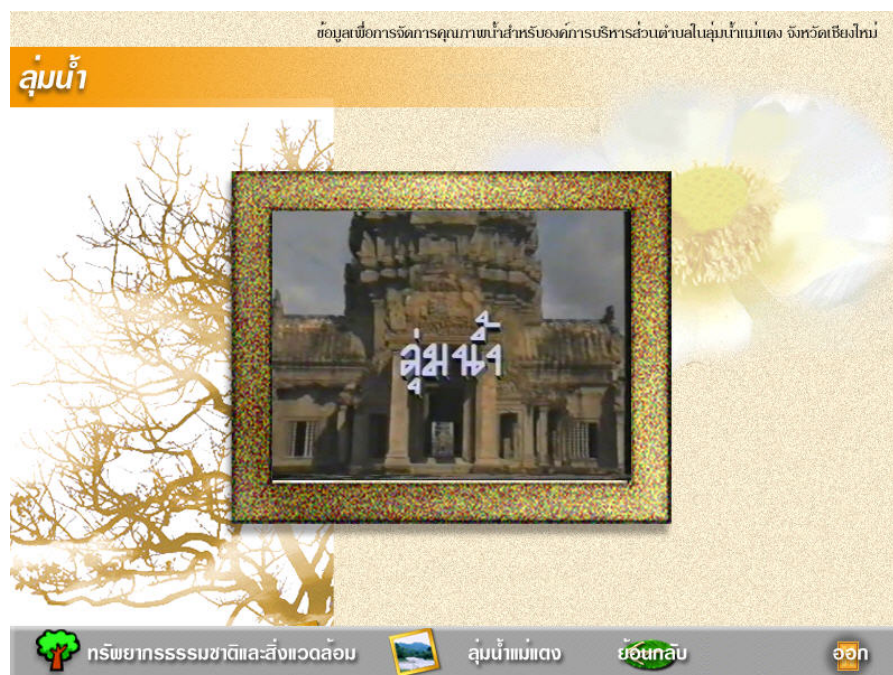 ข้อมูลเพื่อการจัดการคุณภาพน้ำสำหรับองค์การบริหารส่วนตำบลในลุ่มน้ำแม่แตง จังหวัดเชียงใหม่
ลุ่มน้ำ
ลุ่มน้ำ
ทรัพยากรธรรมชาติและสิ่งแวดล้อม ลุ่มน้ำแม่แตง ย้อนกลับ ออก